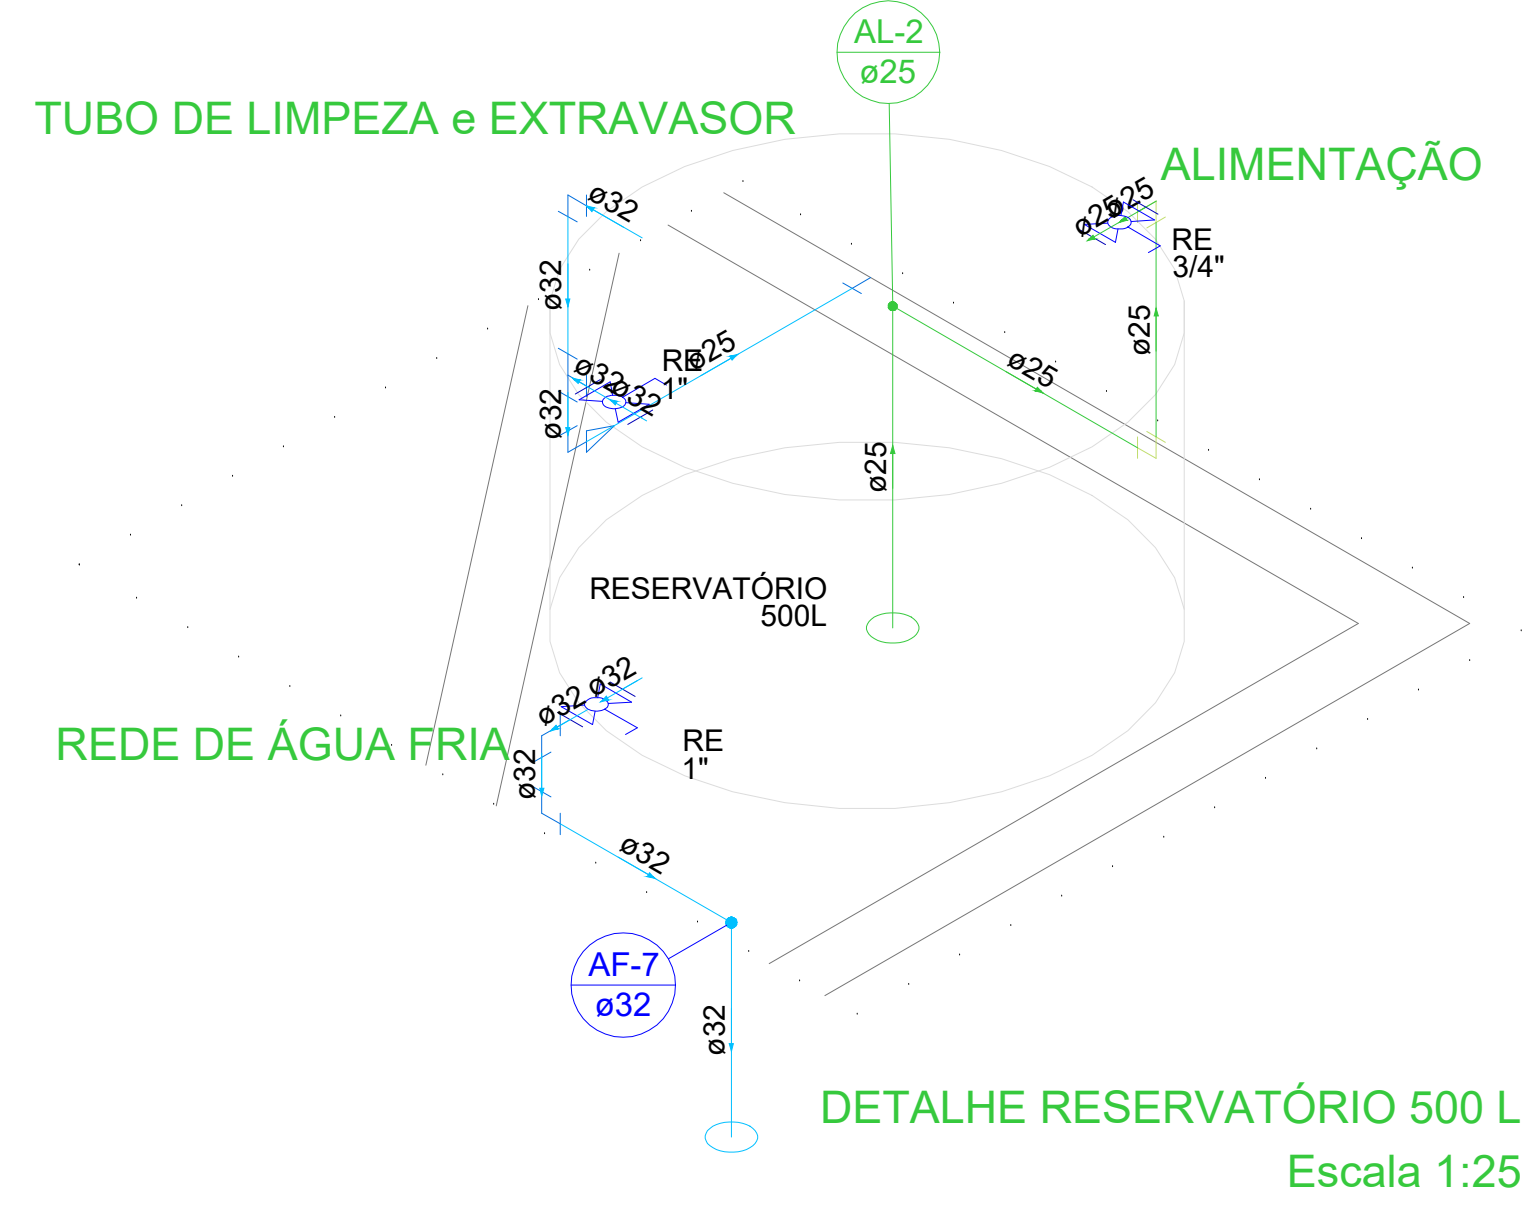 AL-2
ø25
TUBO DE LIMPEZA e EXTRAVASOR
ALIMENTAÇÃO
ø32
ø25
ø25
RE
3/4"
ø32
ø25
RE
1"
ø25
ø25
ø32
ø32
ø32
ø25
RESERVATÓRIO
500L
ø32
ø32
REDE DE ÁGUA FRIA
RE
1"
ø32
ø32
AF-7
ø32
ø32
DETALHE RESERVATÓRIO 500 L
Escala 1:25